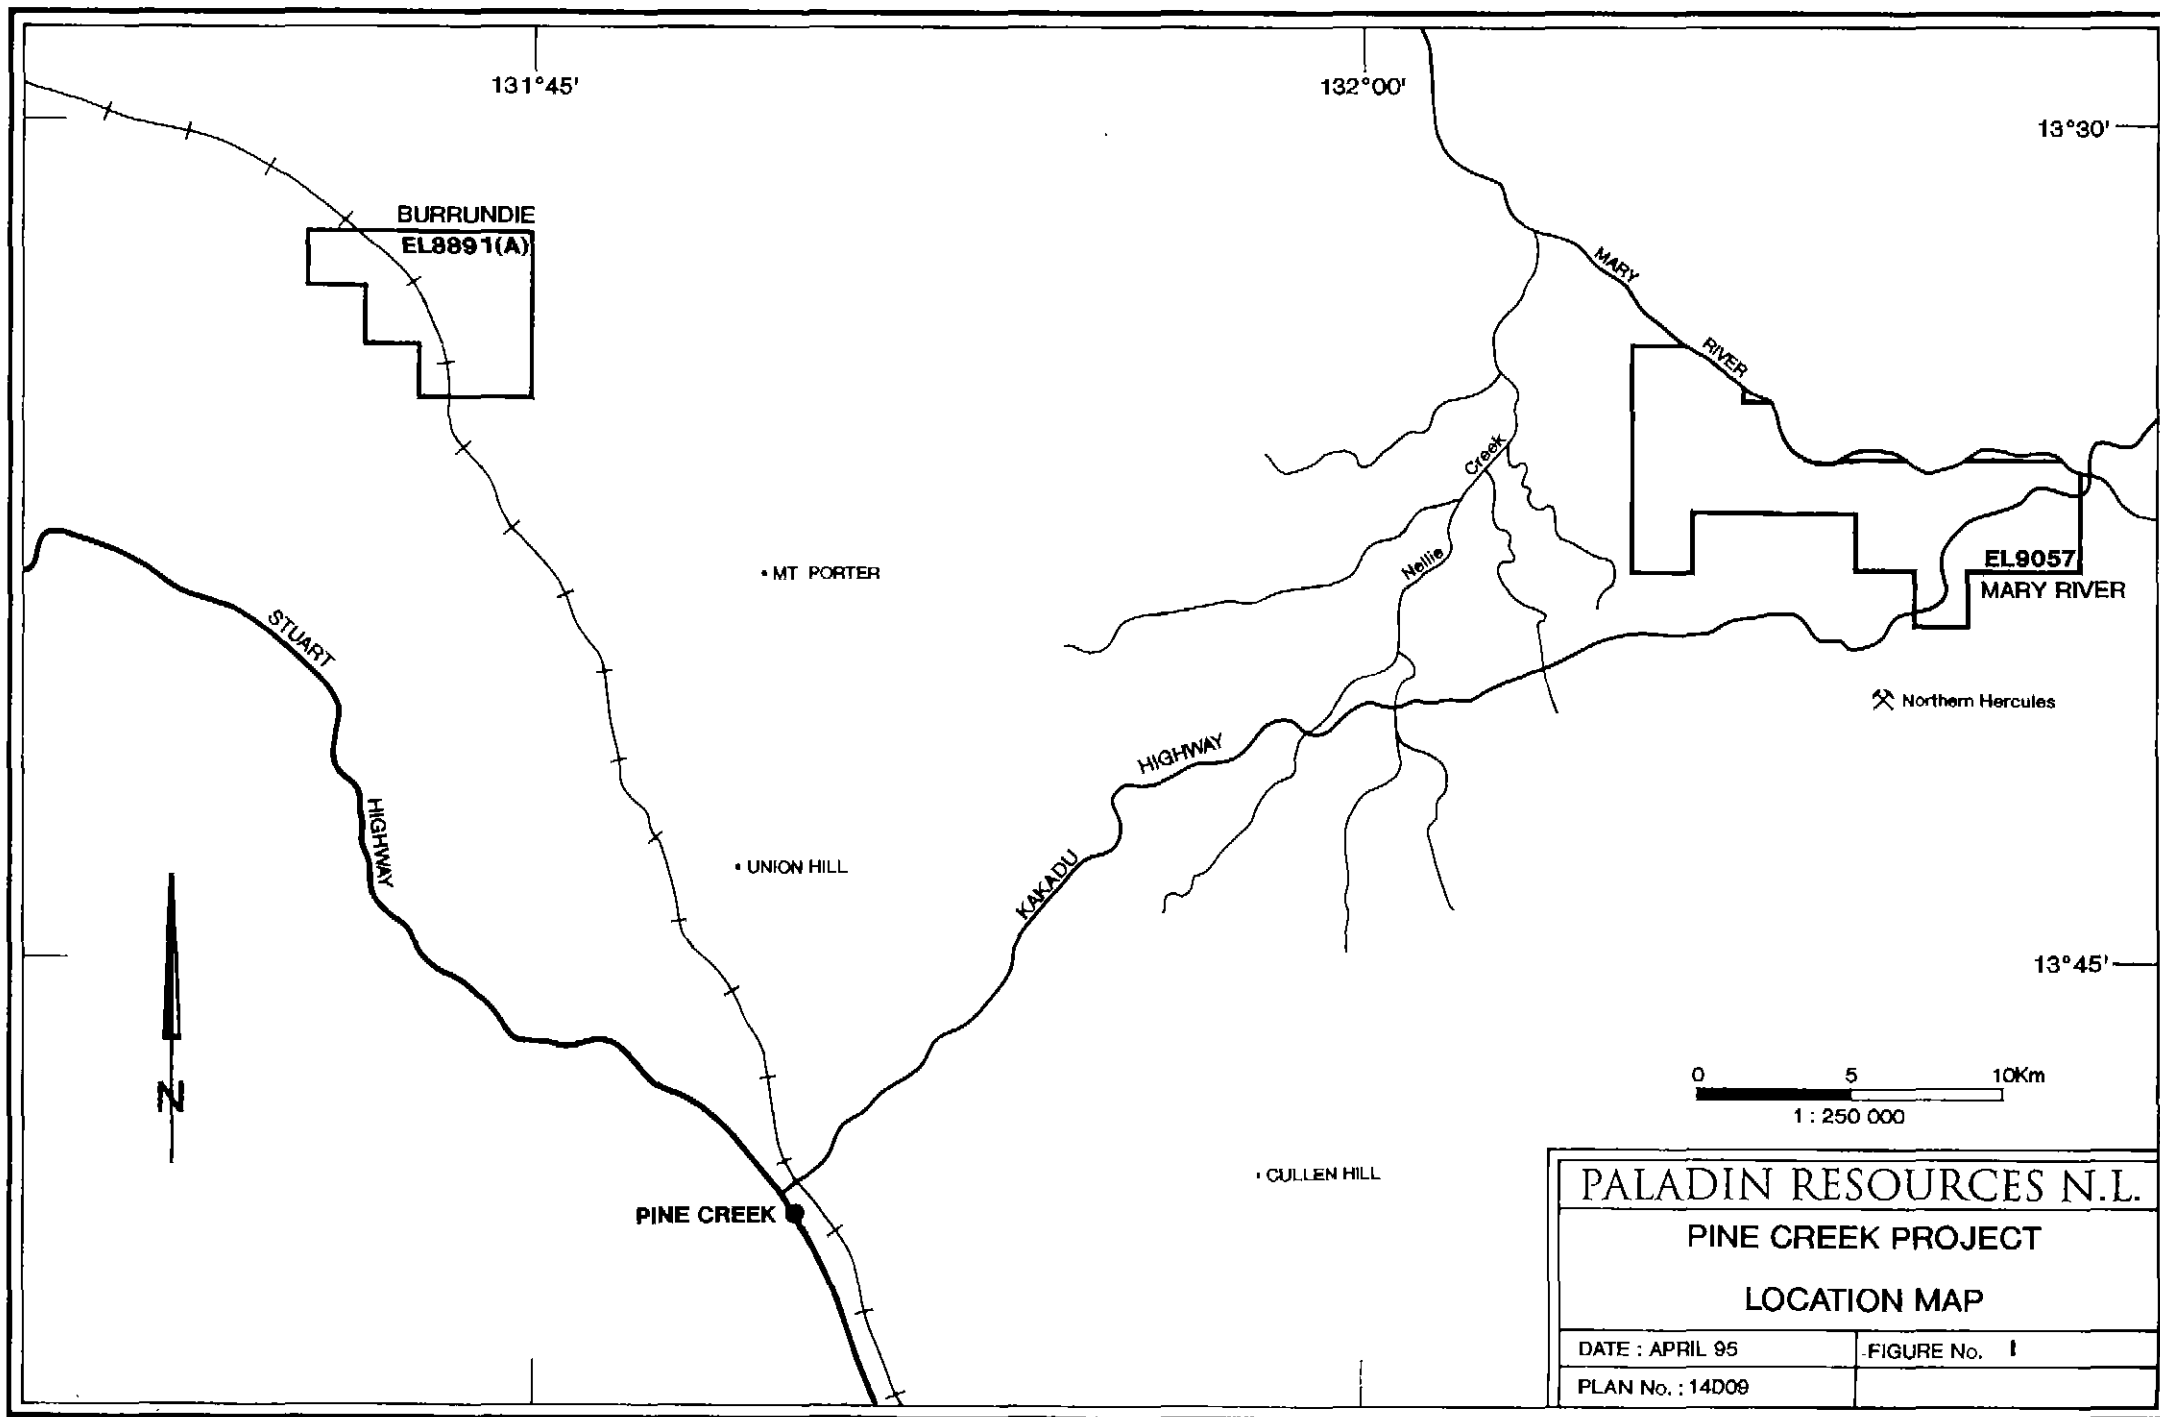 131°45'
132°00'
13°30'
BURRUNDIE
EL8891(A)
MARY
RIVER
Creek
Nellie
MT PORTER
EL9057
MARY RIVER
STUART
HIGHWAY
Northern Hercules
HIGHWAY
KAKADU
UNION HILL
13°45'
N
0 5 10Km
1 : 250 000
CULLEN HILL
PINE CREEK
PALADIN RESOURCES N.L.
PINE CREEK PROJECT
LOCATION MAP
DATE : APRIL 95
FIGURE No. 1
PLAN No. : 14D09